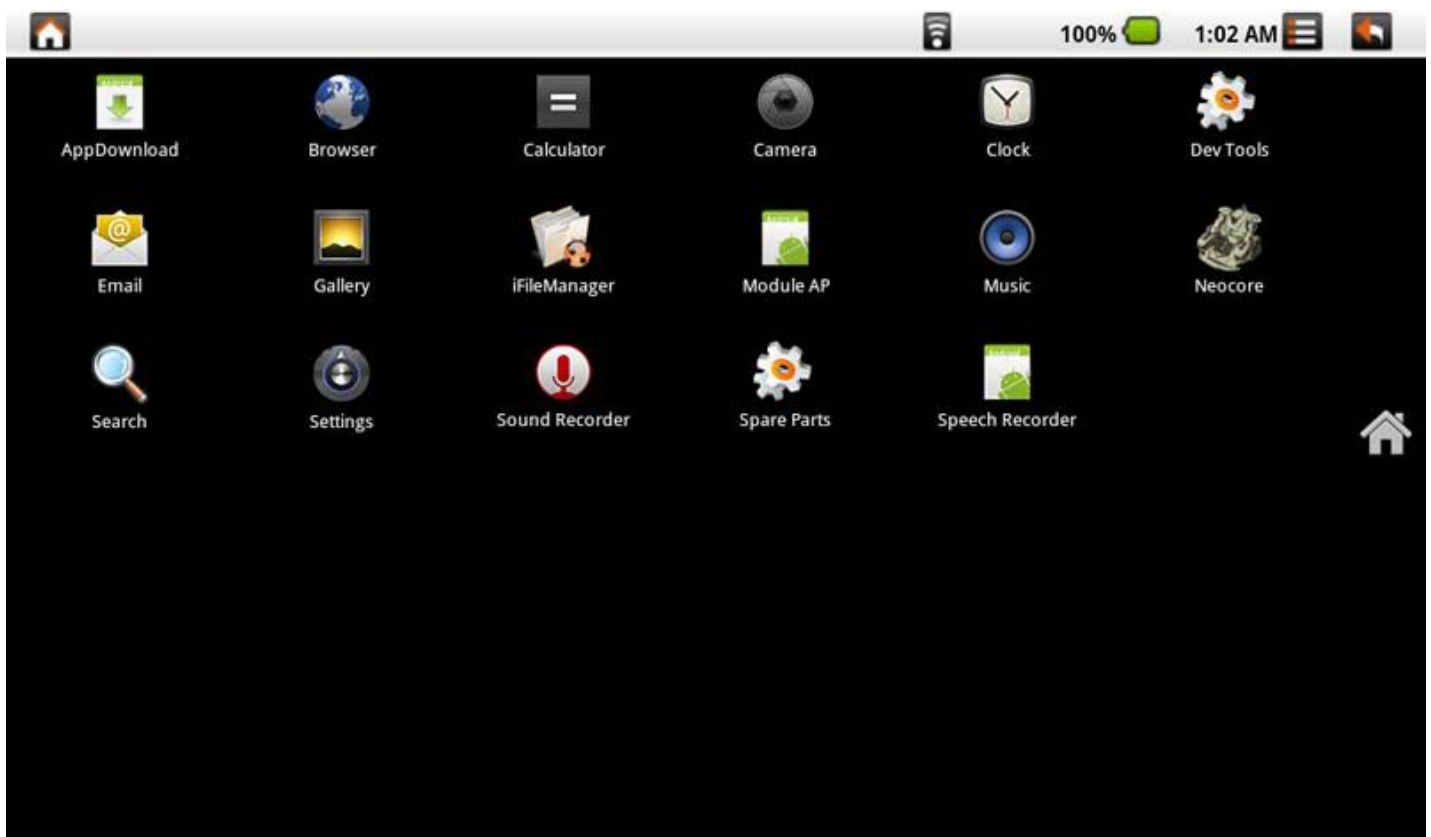 100% 1:02 AM
AppDownload Browser Calculator Camera Clock Dev Tools
Email Gallery iFileManager Module AP Music Neocore
Search Settings Sound Recorder Spare Parts Speech Recorder